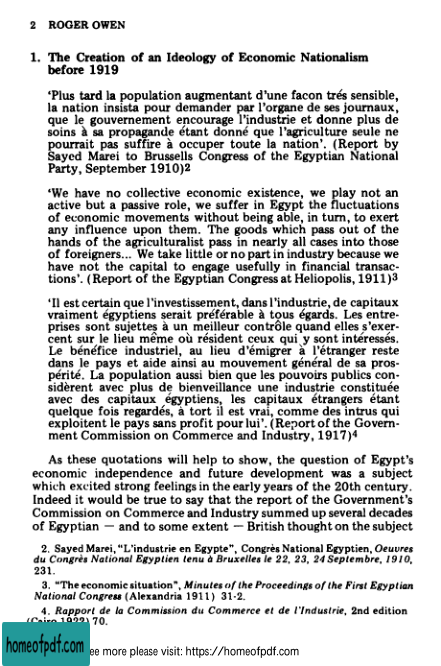 2 ROGER OWEN
1. The Creation of an Ideology of Economic Nationalism
before 1919
‘Plus tard la population augmentant d'une facon trés sensible,
la nation insista pour demander par l'organe de ses journaux,
que le gouvernement encourage l'industrie et donne plus de
soins à sa propagande étant donné que l'agriculture seule ne
pourrait pas suffire à occuper toute la nation’. (Report by
Sayed Marei to Brussells Congress of the Egyptian National
Party, September 1910)2
‘We have no collective economic existence, we play not an
active but a passive role, we suffer in Egypt the fluctuations
of economic movements without being able, in turn, to exert
any influence upon them. The goods which pass out of the
hands of the agriculturalist pass in nearly all cases into those
of foreigners... We take little or no part in industry because we
have not the capital to engage usefully in financial transac-
tions’. (Report of the Egyptian Congress at Heliopolis, 1911)3
‘Il est certain que l'investissement, dans l'industrie, de capitaux
vraiment égyptiens serait préférable à tous égards. Les entre-
prises sont sujettes à un meilleur contrôle quand elles s'exer-
cent sur le lieu même où résident ceux qui y sont intéressés.
Le bénéfice industriel, au lieu d'émigrer à l'étranger reste
dans le pays et aide ainsi au mouvement général de sa pros-
périté. La population aussi bien que les pouvoirs publics con-
sidèrent avec plus de bienveillance une industrie constituée
avec des capitaux égyptiens, les capitaux étrangers étant
quelque fois regardés, à tort il est vrai, comme des intrus qui
exploitent le pays sans profit pour lui’. (Report of the Govern-
ment Commission on Commerce and Industry, 1917)4
As these quotations will help to show, the question of Egypt's
economic independence and future development was a subject
which excited strong feelings in the early years of the 20th century.
Indeed it would be true to say that the report of the Government's
Commission on Commerce and Industry summed up several decades
of Egyptian — and to some extent — British thought on the subject
2. Sayed Marei, “L'industrie en Egypte”, Congrès National Egyptien, Oeuvres
du Congrès National Egyptien tenu à Bruxelles le 22, 23, 24 Septembre, 1910,
231.
3. “The economic situation”, Minutes of the Proceedings of the First Egyptian
National Congress (Alexandria 1911) 31-2.
4. Rapport de la Commission du Commerce et de l'Industrie, 2nd edition
(Cairo 1922) 70.
homeofpdf.com
ee more please visit: https://homeofpdf.com